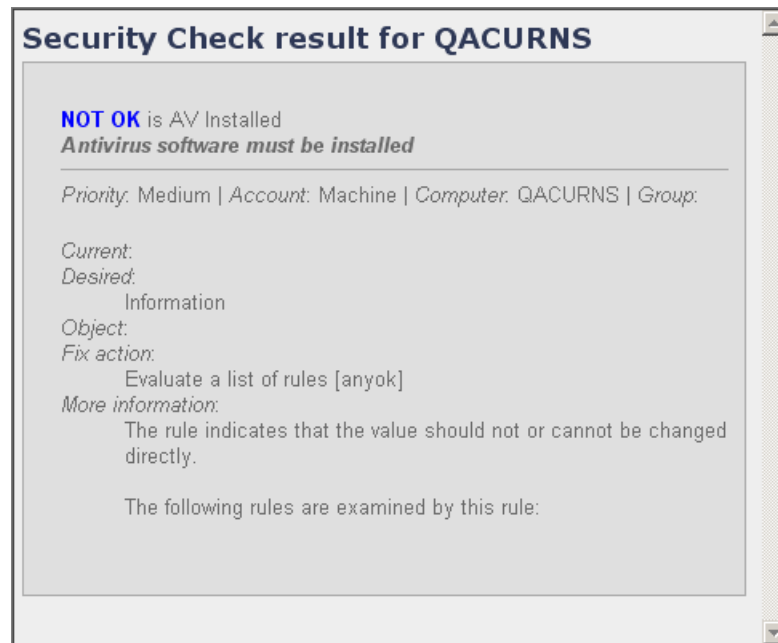 Security Check result for QACURNS
NOT OK is AV Installed
Antivirus software must be installed
Priority: Medium | Account: Machine | Computer: QACURNS | Group:
Current:
Desired:
Information
Object:
Fix action:
Evaluate a list of rules [anyok]
More information:
The rule indicates that the value should not or cannot be changed
directly.
The following rules are examined by this rule: